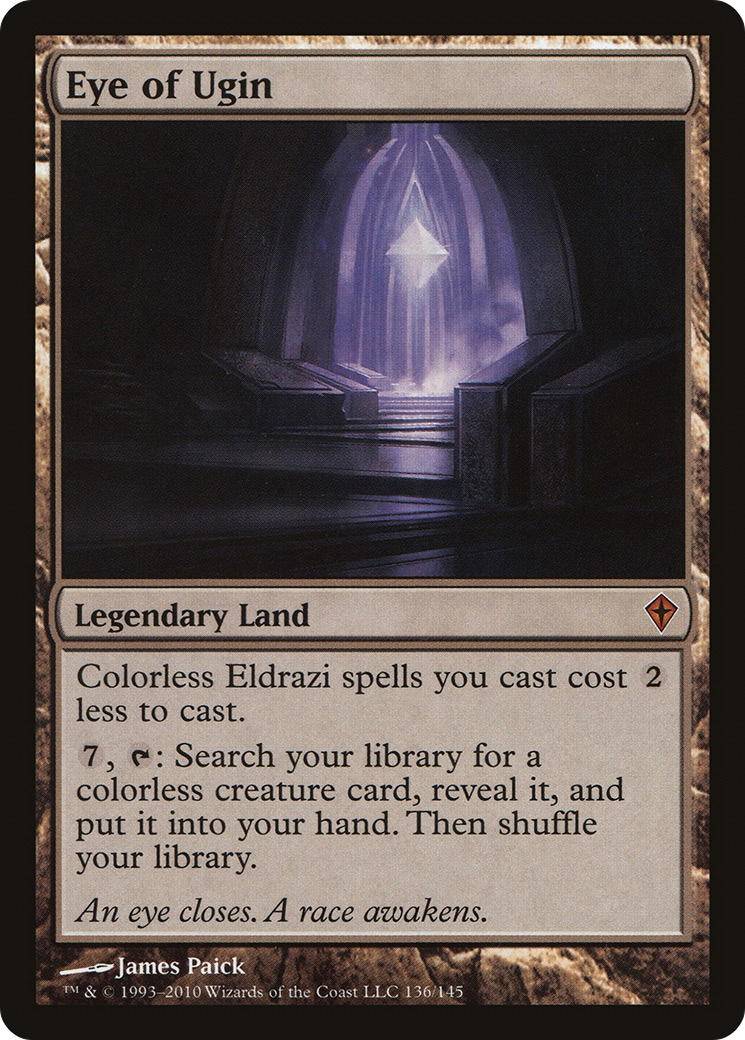 Eye of Ugin
Legendary Land
Colorless Eldrazi spells you cast cost 2
less to cast.
7, : Search your library for a
colorless creature card, reveal it, and
put it into your hand. Then shuffle
your library.
An eye closes. A race awakens.
James Paick
™ & © 1993–2010 Wizards of the Coast LLC 136/145